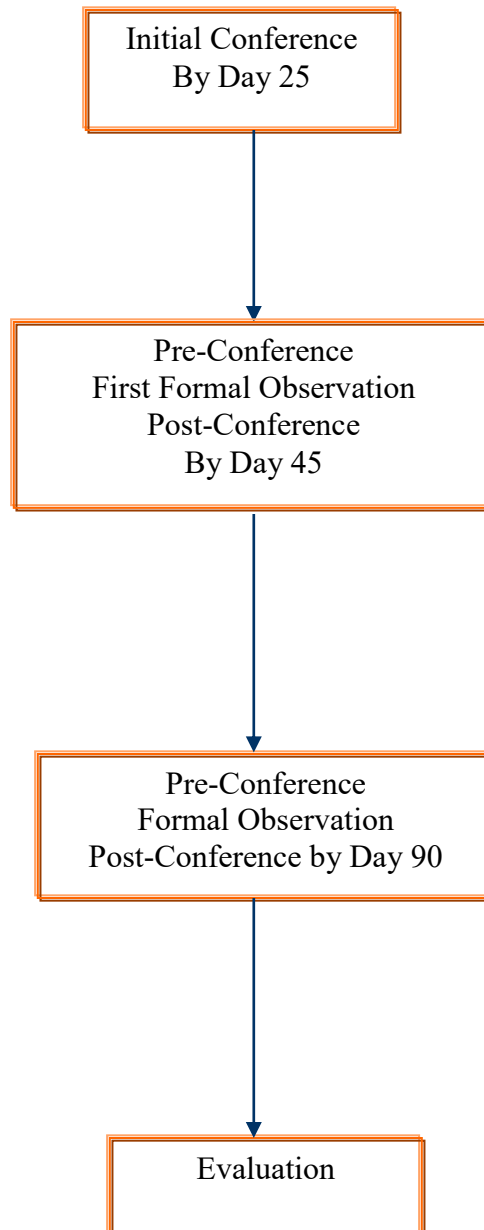 Initial Conference
By Day 25
Pre-Conference
First Formal Observation
Post-Conference
By Day 45
Pre-Conference
Formal Observation
Post-Conference by Day 90
Evaluation